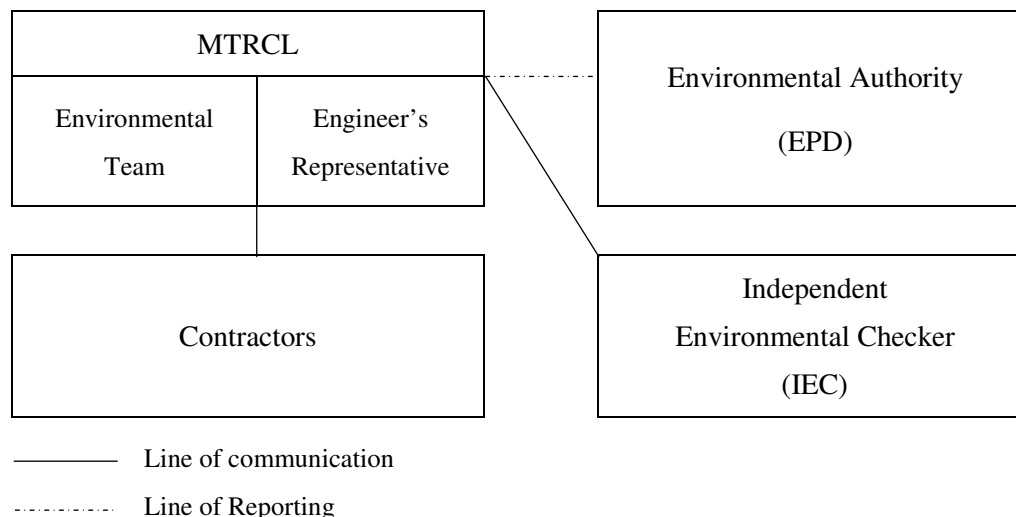 MTRCL
Environmental
Team
Engineer's
Representative
Environmental Authority
(EPD)
Contractors
Independent
Environmental Checker
(IEC)
Line of communication
Line of Reporting